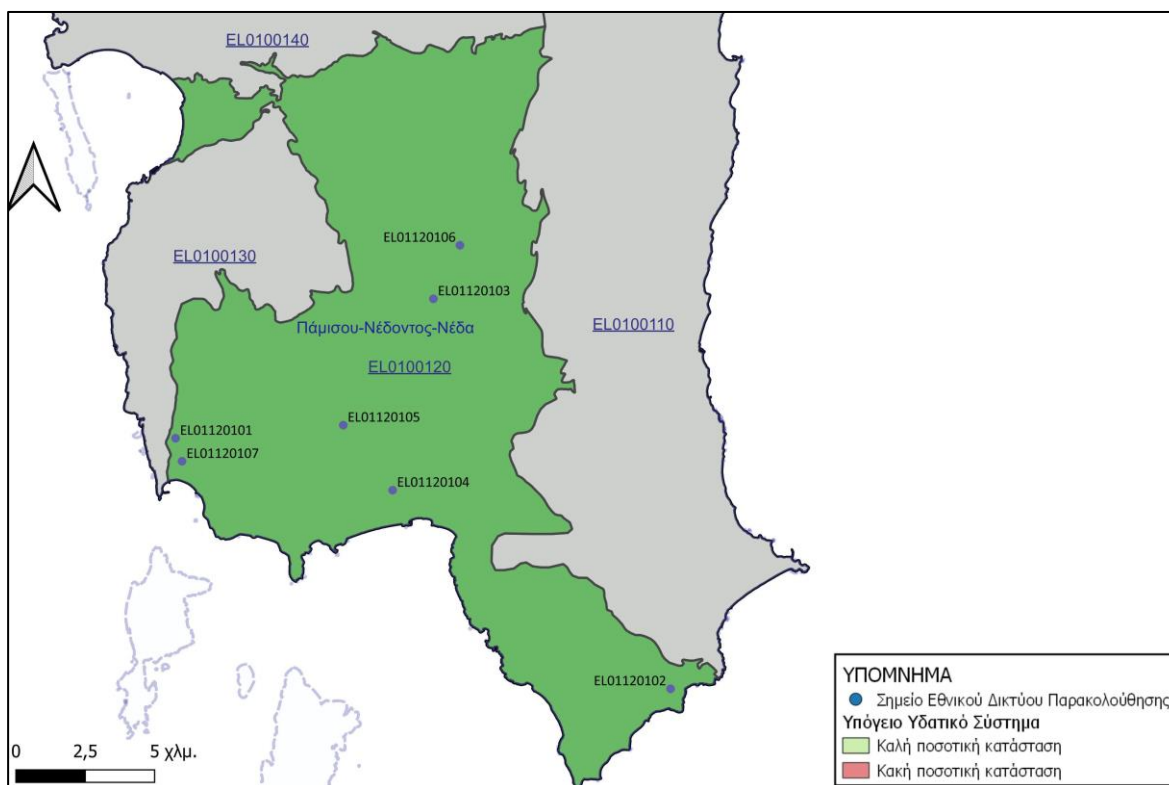 EL0100140
EL01120106
EL0100130
EL01120103
Πάμισου-Νέδοντος-Νέδα
EL0100110
EL0100120
EL01120105
EL01120101
EL01120107
EL01120104
EL01120102
ΥΠΟΜΝΗΜΑ
Σημείο Εθνικού Δικτύου Παρακολούθησης
Υπόγειο Υδατικό Σύστημα
Καλή ποσοτική κατάσταση
Κακή ποσοτική κατάσταση
0 2,5 5 χλμ.